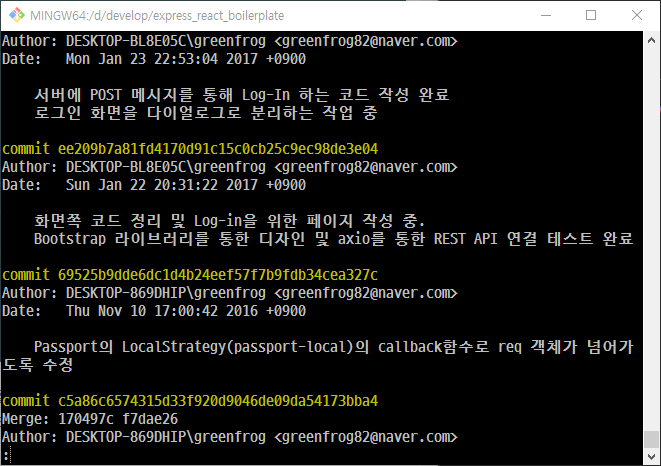 MINGW64:/d/develop/express_react_boilerplate
Author: DESKTOP-BL8E05C\greenfrog <greenfrog82@naver.com>
Date:   Mon Jan 23 22:53:04 2017 +0900
서버에 POST 메시지를 통해 Log-In 하는 코드 작성 완료
로그인 화면을 다이얼로그로 분리하는 작업 중
commit ee209b7a81fd4170d91c15c0cb25c9ec98de3e04
Author: DESKTOP-BL8E05C\greenfrog <greenfrog82@naver.com>
Date:   Sun Jan 22 20:31:22 2017 +0900
화면쪽 코드 정리 및 Log-in을 위한 페이지 작성 중.
Bootstrap 라이브러리를 통한 디자인 및 axio를 통한 REST API 연결 테스트 완료
commit 69525b9dde6dc1d4b24eef57f7b9fdb34cea327c
Author: DESKTOP-869DHIP\greenfrog <greenfrog82@naver.com>
Date:   Thu Nov 10 17:00:42 2016 +0900
Passport의 LocalStrategy(passport-local)의 callback함수로 req 객체가 넘어가
도록 수정
commit c5a86c6574315d33f920d9046de09da54173bba4
Merge: 170497c f7dae26
Author: DESKTOP-869DHIP\greenfrog <greenfrog82@naver.com>
: